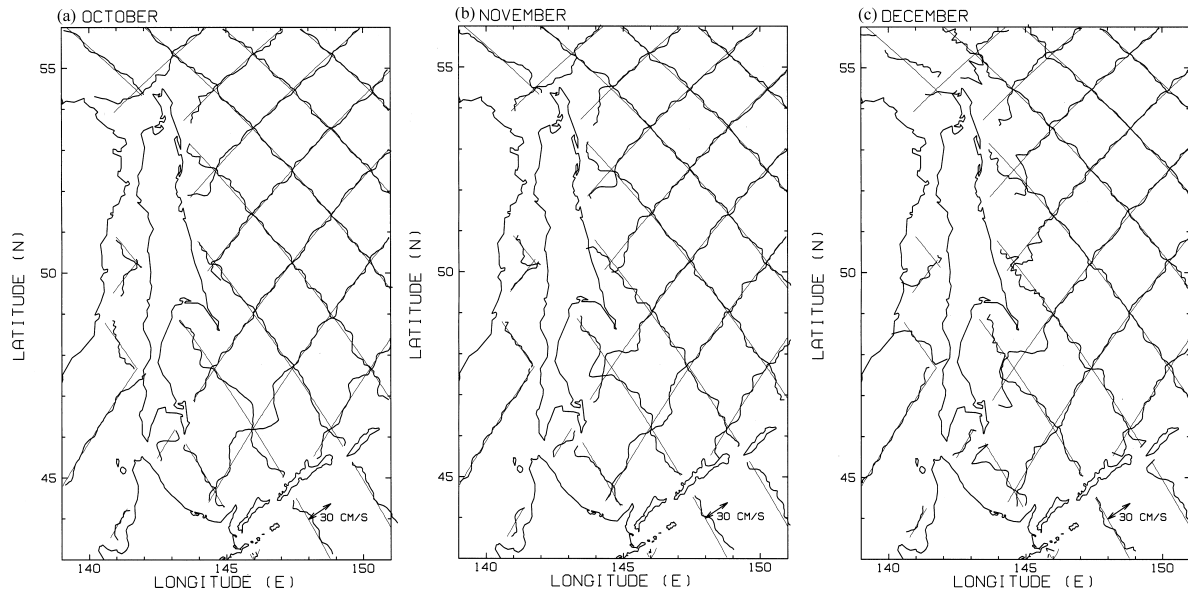 (a) OCTOBER
(b) NOVEMBER
(c) DECEMBER
LATITUDE (N)
55
50
45
30 CM/S
140
145
150
LONGITUDE (E)
LATITUDE (N)
55
50
45
30 CM/S
140
145
150
LONGITUDE (E)
LATITUDE (N)
55
50
45
30 CM/S
140
145
150
LONGITUDE (E)